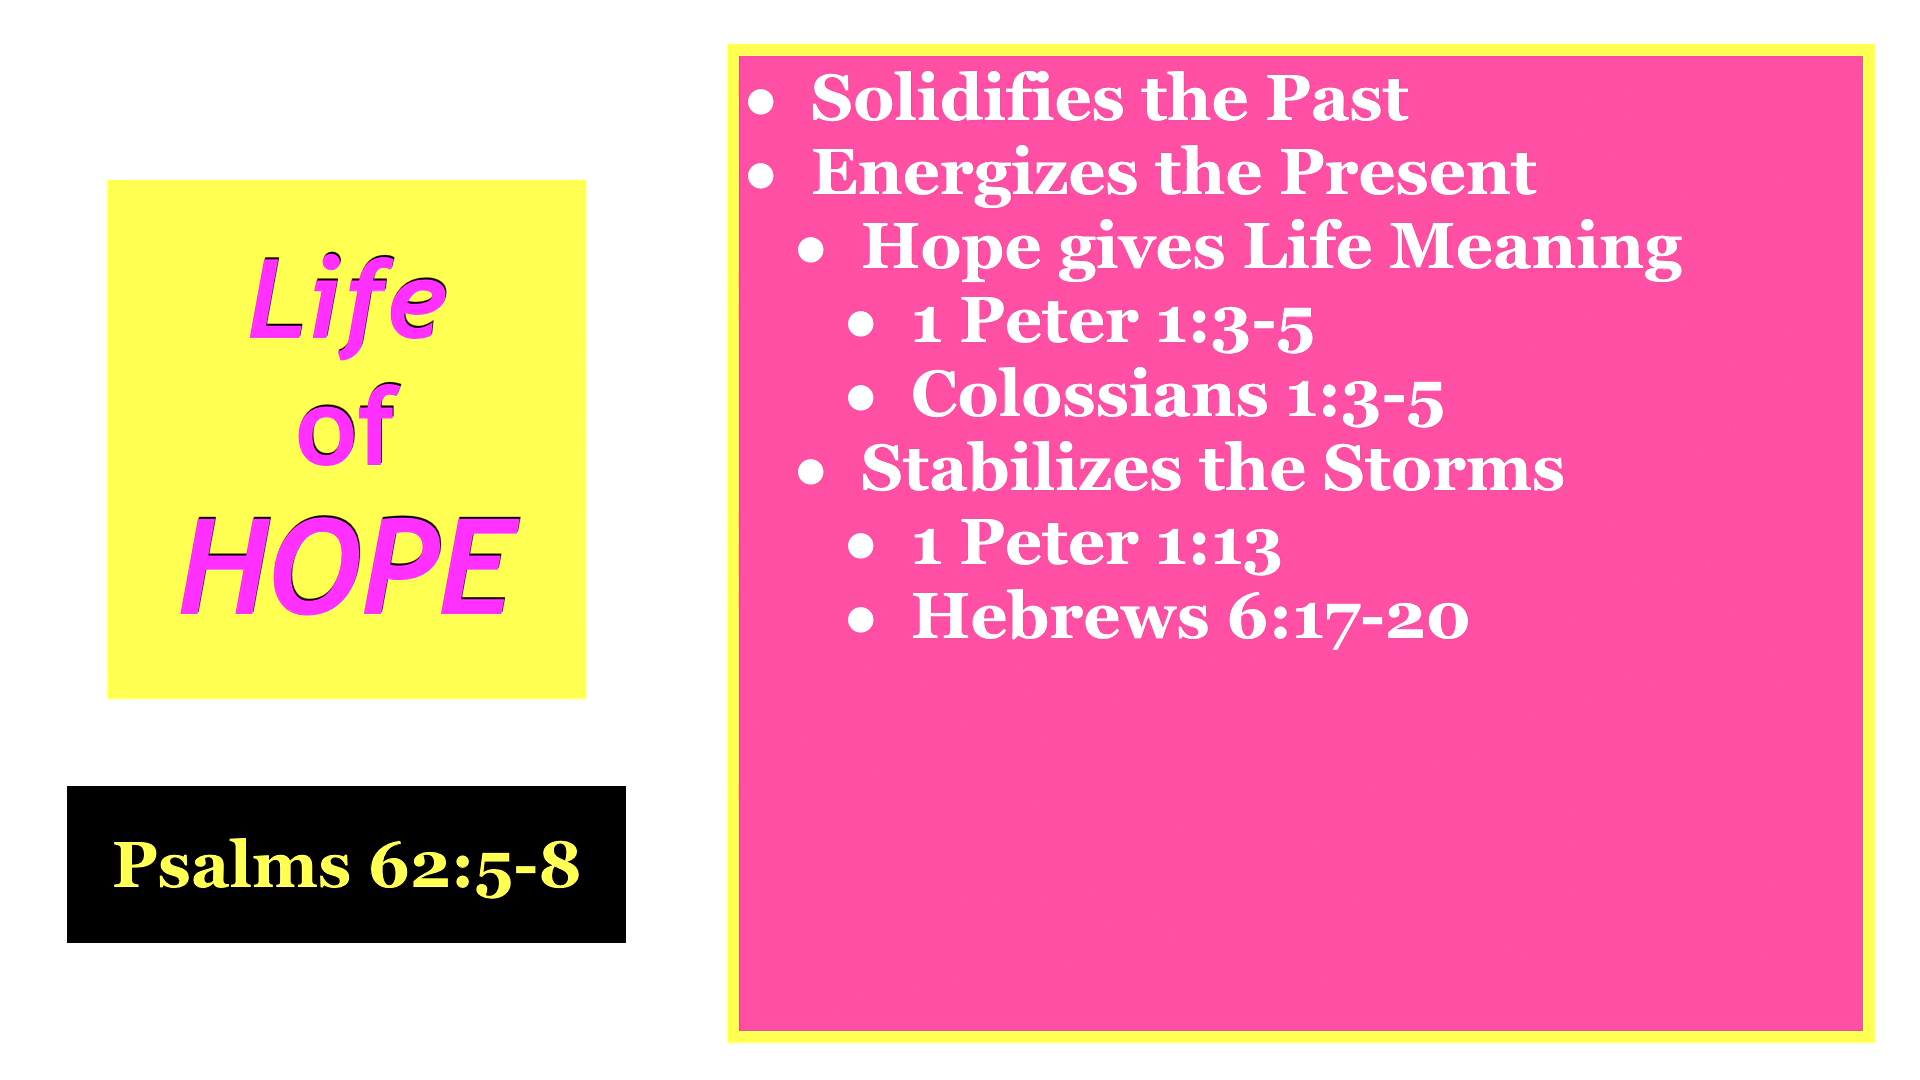 Life
of
HOPE
Psalms 62:5-8
● Solidifies the Past
● Energizes the Present
● Hope gives Life Meaning
● 1 Peter 1:3-5
● Colossians 1:3-5
● Stabilizes the Storms
● 1 Peter 1:13
● Hebrews 6:17-20